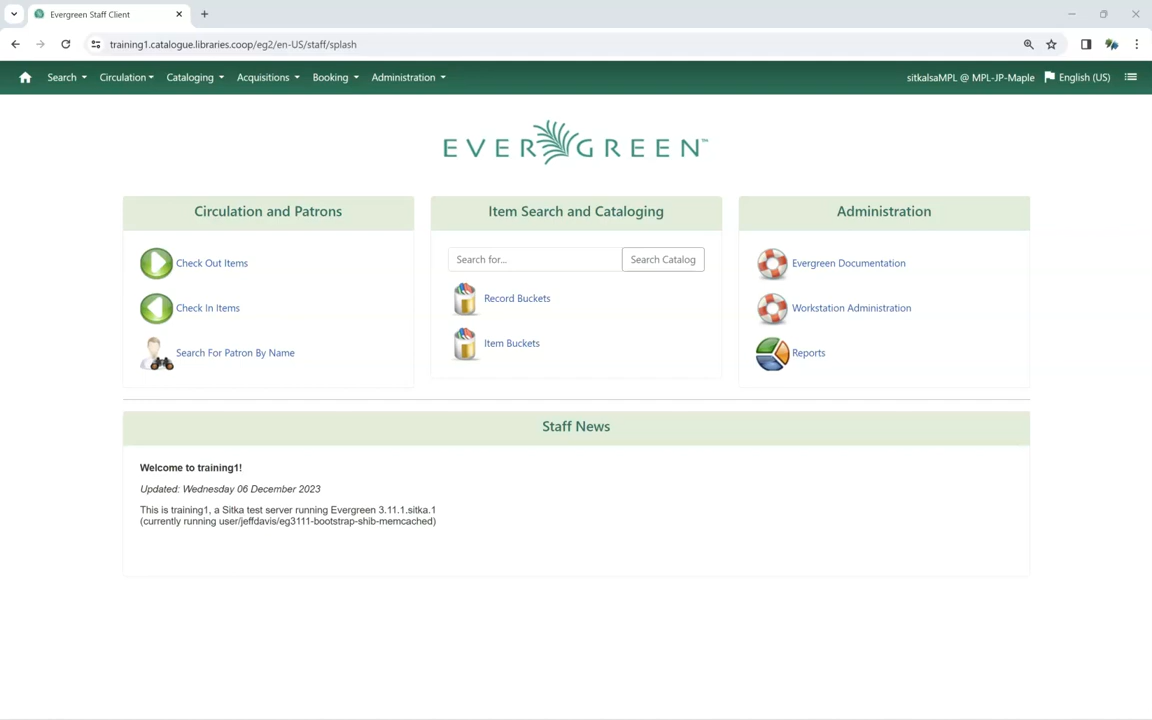 Evergreen Staff Client
training1.catalogue.libraries.coop/eg2/en-US/staff/splash
Search Circulation Cataloging Acquisitions Booking Administration sitkalsaMPL @ MPL-JP-Maple English (US)
EVERGREEN™
Circulation and Patrons
Check Out Items
Check In Items
Search For Patron By Name
Item Search and Cataloging
Search for... Search Catalog
Record Buckets
Item Buckets
Administration
Evergreen Documentation
Workstation Administration
Reports
Staff News
Welcome to training1!
Updated: Wednesday 06 December 2023
This is training1, a Sitka test server running Evergreen 3.11.1.sitka.1
(currently running user/jeffdavis/eg3111-bootstrap-shib-memcached)